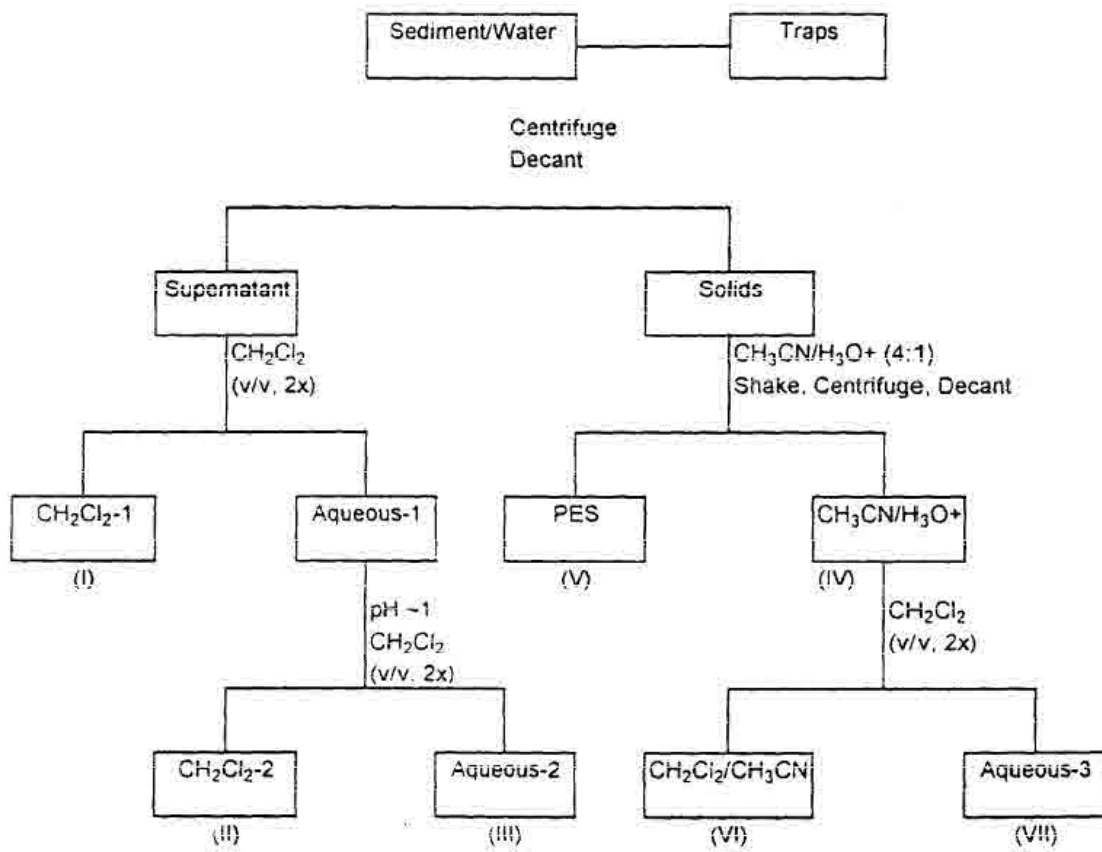 Sediment/Water
Traps
Centrifuge
Decant
Supernatant
Solids
CH₂Cl₂
(v/v, 2x)
CH₃CN/H₃O+ (4:1)
Shake, Centrifuge, Decant
CH₂Cl₂-1
Aqueous-1
PES
CH₃CN/H₃O+
(I)
(V)
(IV)
pH ~1
CH₂Cl₂
(v/v, 2x)
CH₂Cl₂
(v/v, 2x)
CH₂Cl₂-2
Aqueous-2
CH₂Cl₂/CH₃CN
Aqueous-3
(II)
(III)
(VI)
(VII)